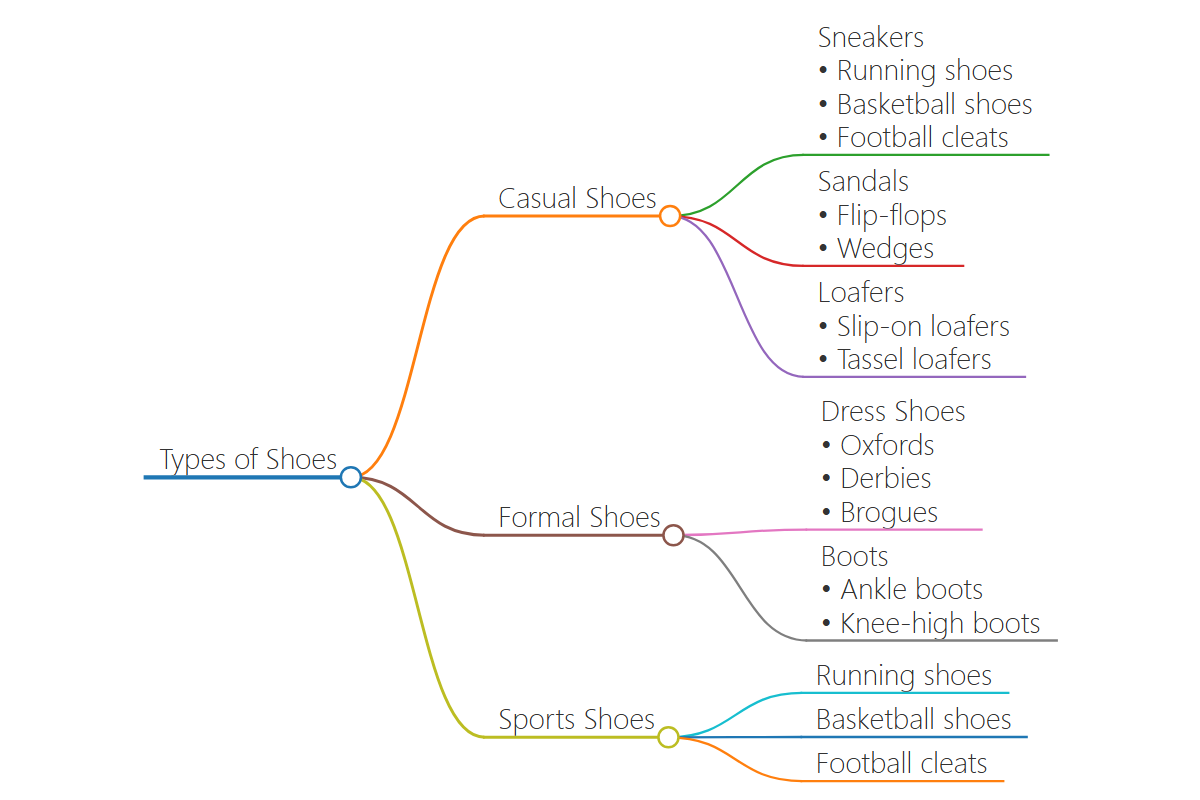 Types of Shoes
Casual Shoes
Sneakers
• Running shoes
• Basketball shoes
• Football cleats
Sandals
• Flip-flops
• Wedges
Loafers
• Slip-on loafers
• Tassel loafers
Formal Shoes
Dress Shoes
• Oxfords
• Derbies
• Brogues
Boots
• Ankle boots
• Knee-high boots
Sports Shoes
Running shoes
Basketball shoes
Football cleats